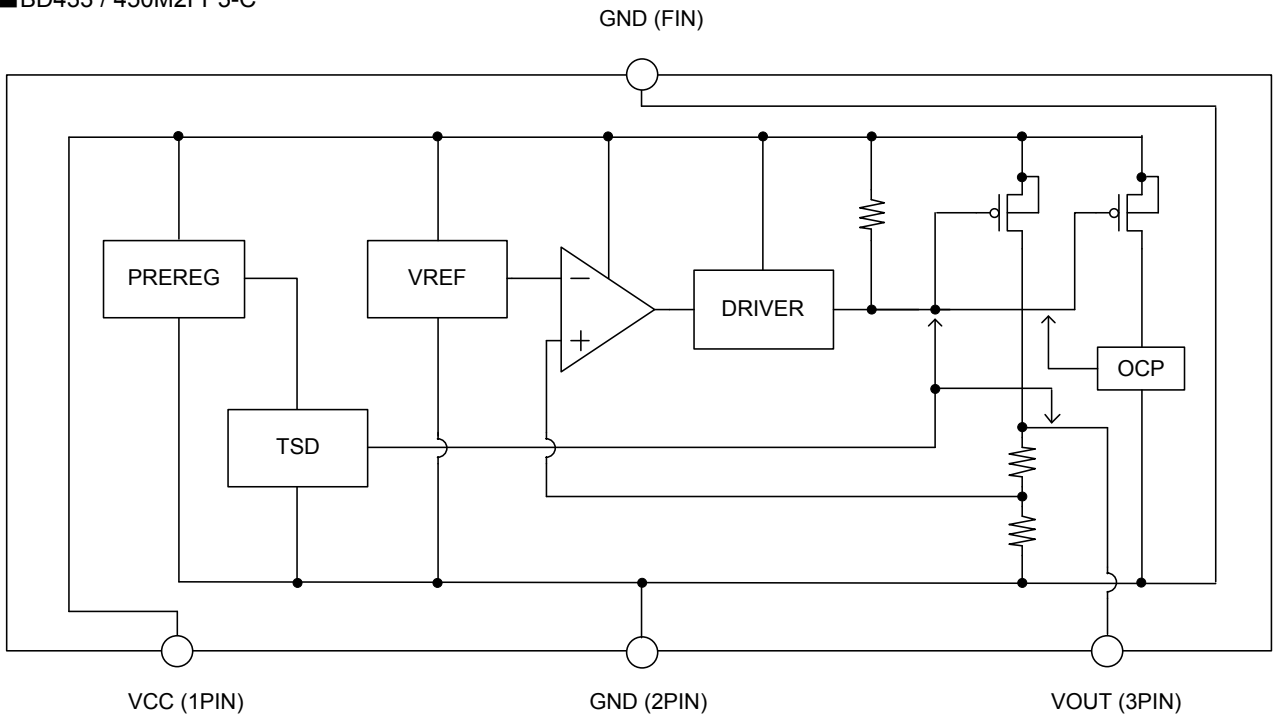 GND (FIN)
PREREG
VREF
−
+
DRIVER
OCP
TSD
VCC (1PIN)
GND (2PIN)
VOUT (3PIN)